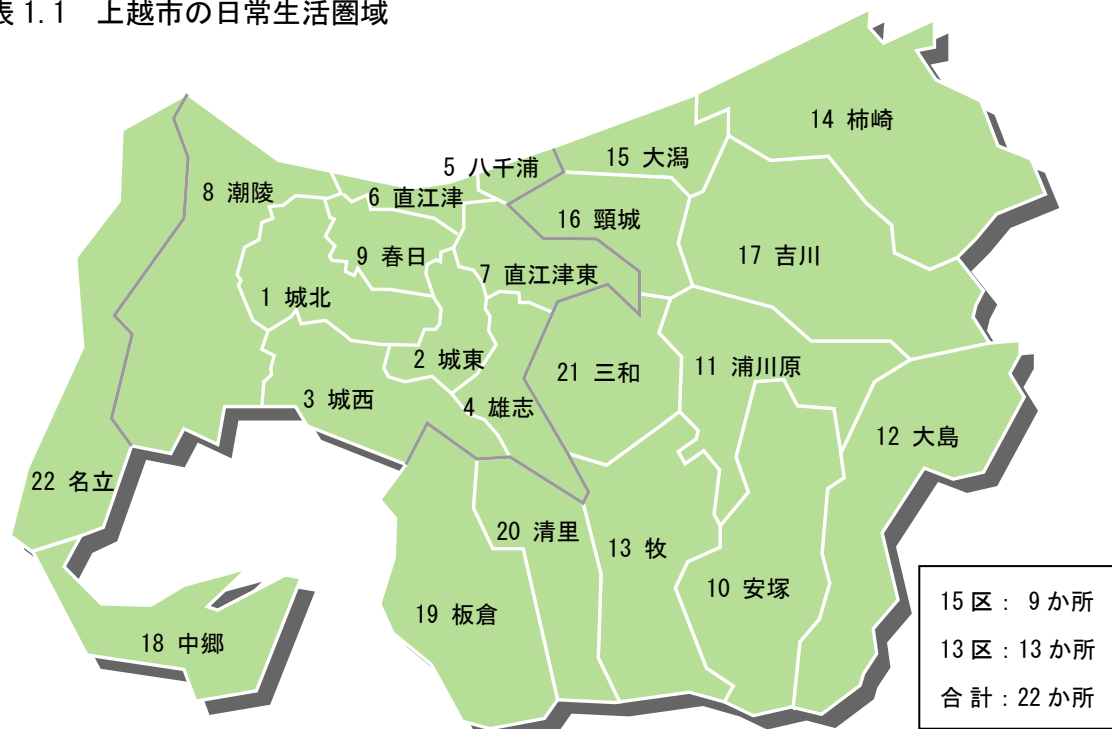 表 1.1 上越市の日常生活圏域
14 柿崎
5 八千浦
15 大潟
8 潮陵
6 直江津
16 頸城
9 春日
17 吉川
7 直江津東
1 城北
2 城東
21 三和
11 浦川原
3 城西
4 雄志
12 大島
22 名立
20 清里
13 牧
10 安塚
19 板倉
18 中郷
15 区： 9 か所
13 区：13 か所
合 計：22 か所